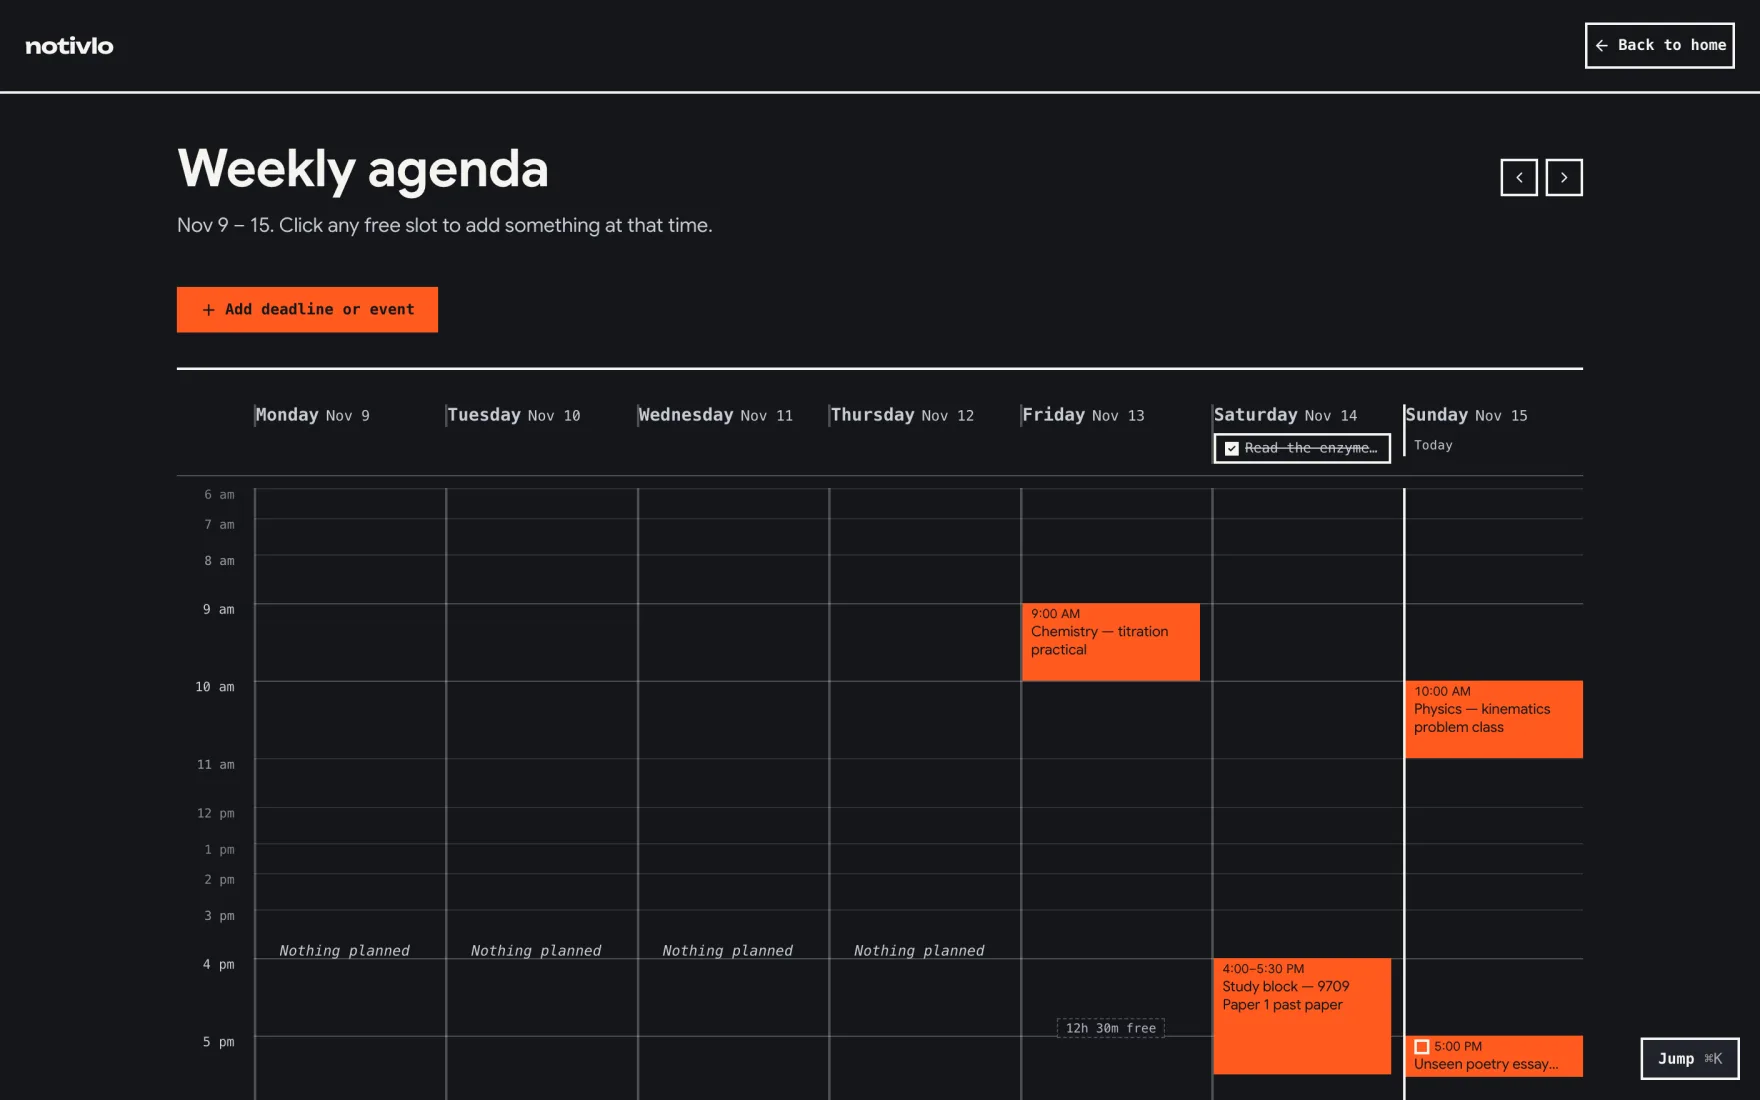 notivlo
← Back to home
Weekly agenda
Nov 9 – 15. Click any free slot to add something at that time.
+ Add deadline or event
Monday Nov 9
Tuesday Nov 10
Wednesday Nov 11
Thursday Nov 12
Friday Nov 13
Saturday Nov 14
Sunday Nov 15
Read the enzyme…
Today
6 am
7 am
8 am
9 am
9:00 AM
Chemistry — titration
practical
10 am
10:00 AM
Physics — kinematics
problem class
11 am
12 pm
1 pm
2 pm
3 pm
Nothing planned
Nothing planned
Nothing planned
Nothing planned
4 pm
4:00–5:30 PM
Study block — 9709
Paper 1 past paper
12h 30m free
5 pm
5:00 PM
Unseen poetry essay...
Jump ⌘K